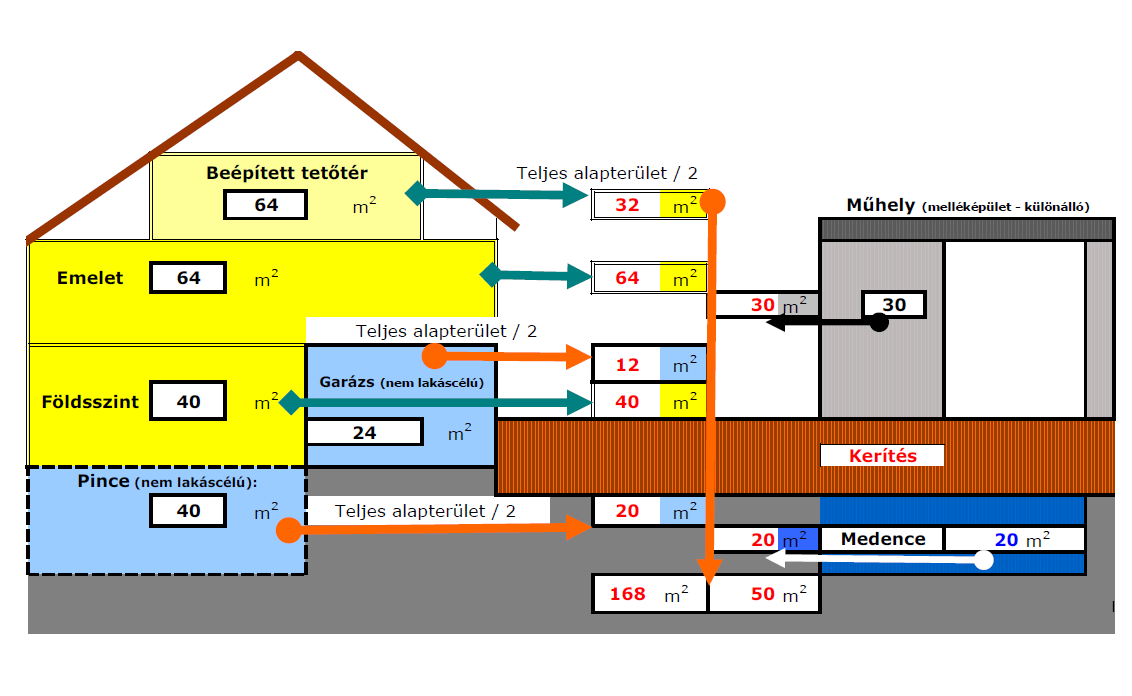 Teljes alapterület / 2
Beépített tetőtér
64 m²
32 m²
Műhely (melléképület - különálló)
Emelet 64 m²
64 m²
30 m²
30
Teljes alapterület / 2
12 m²
Garázs (nem lakáscélú)
Földsszint 40 m²
40 m²
24 m²
Kerítés
Pince (nem lakáscélú):
40 m²
Teljes alapterület / 2
20 m²
20 m²
Medence
20 m²
168 m²
50 m²